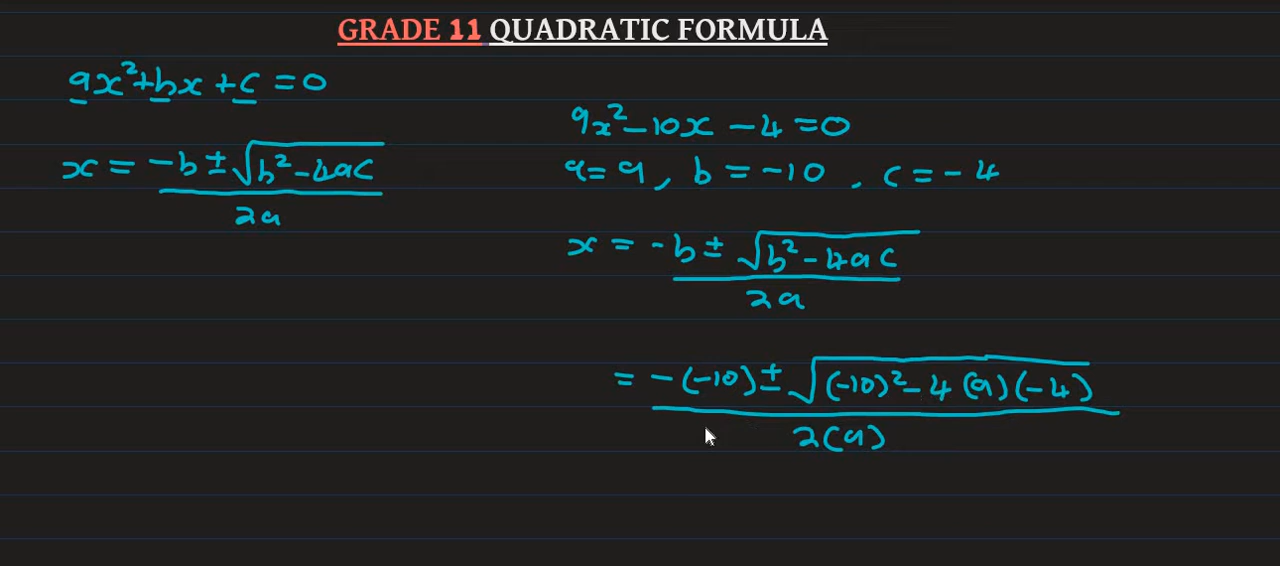 GRADE 11 QUADRATIC FORMULA
ax²+bx+c=0
x = -b ± √b²-4ac
2a
9x²-10x-4=0
a=9, b=-10, c=-4
x = -b ± √b²-4ac
2a
= -(-10) ± √(-10)²-4(9)(-4)
2(9)